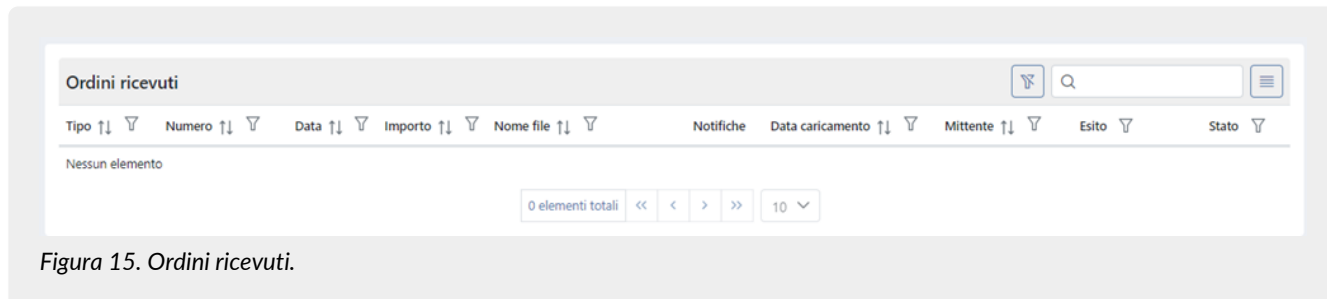 Ordini ricevuti
Tipo Numero Data Importo Nome file Notifiche Data caricamento Mittente Esito Stato
Nessun elemento
0 elementi totali 10
Figura 15. Ordini ricevuti.